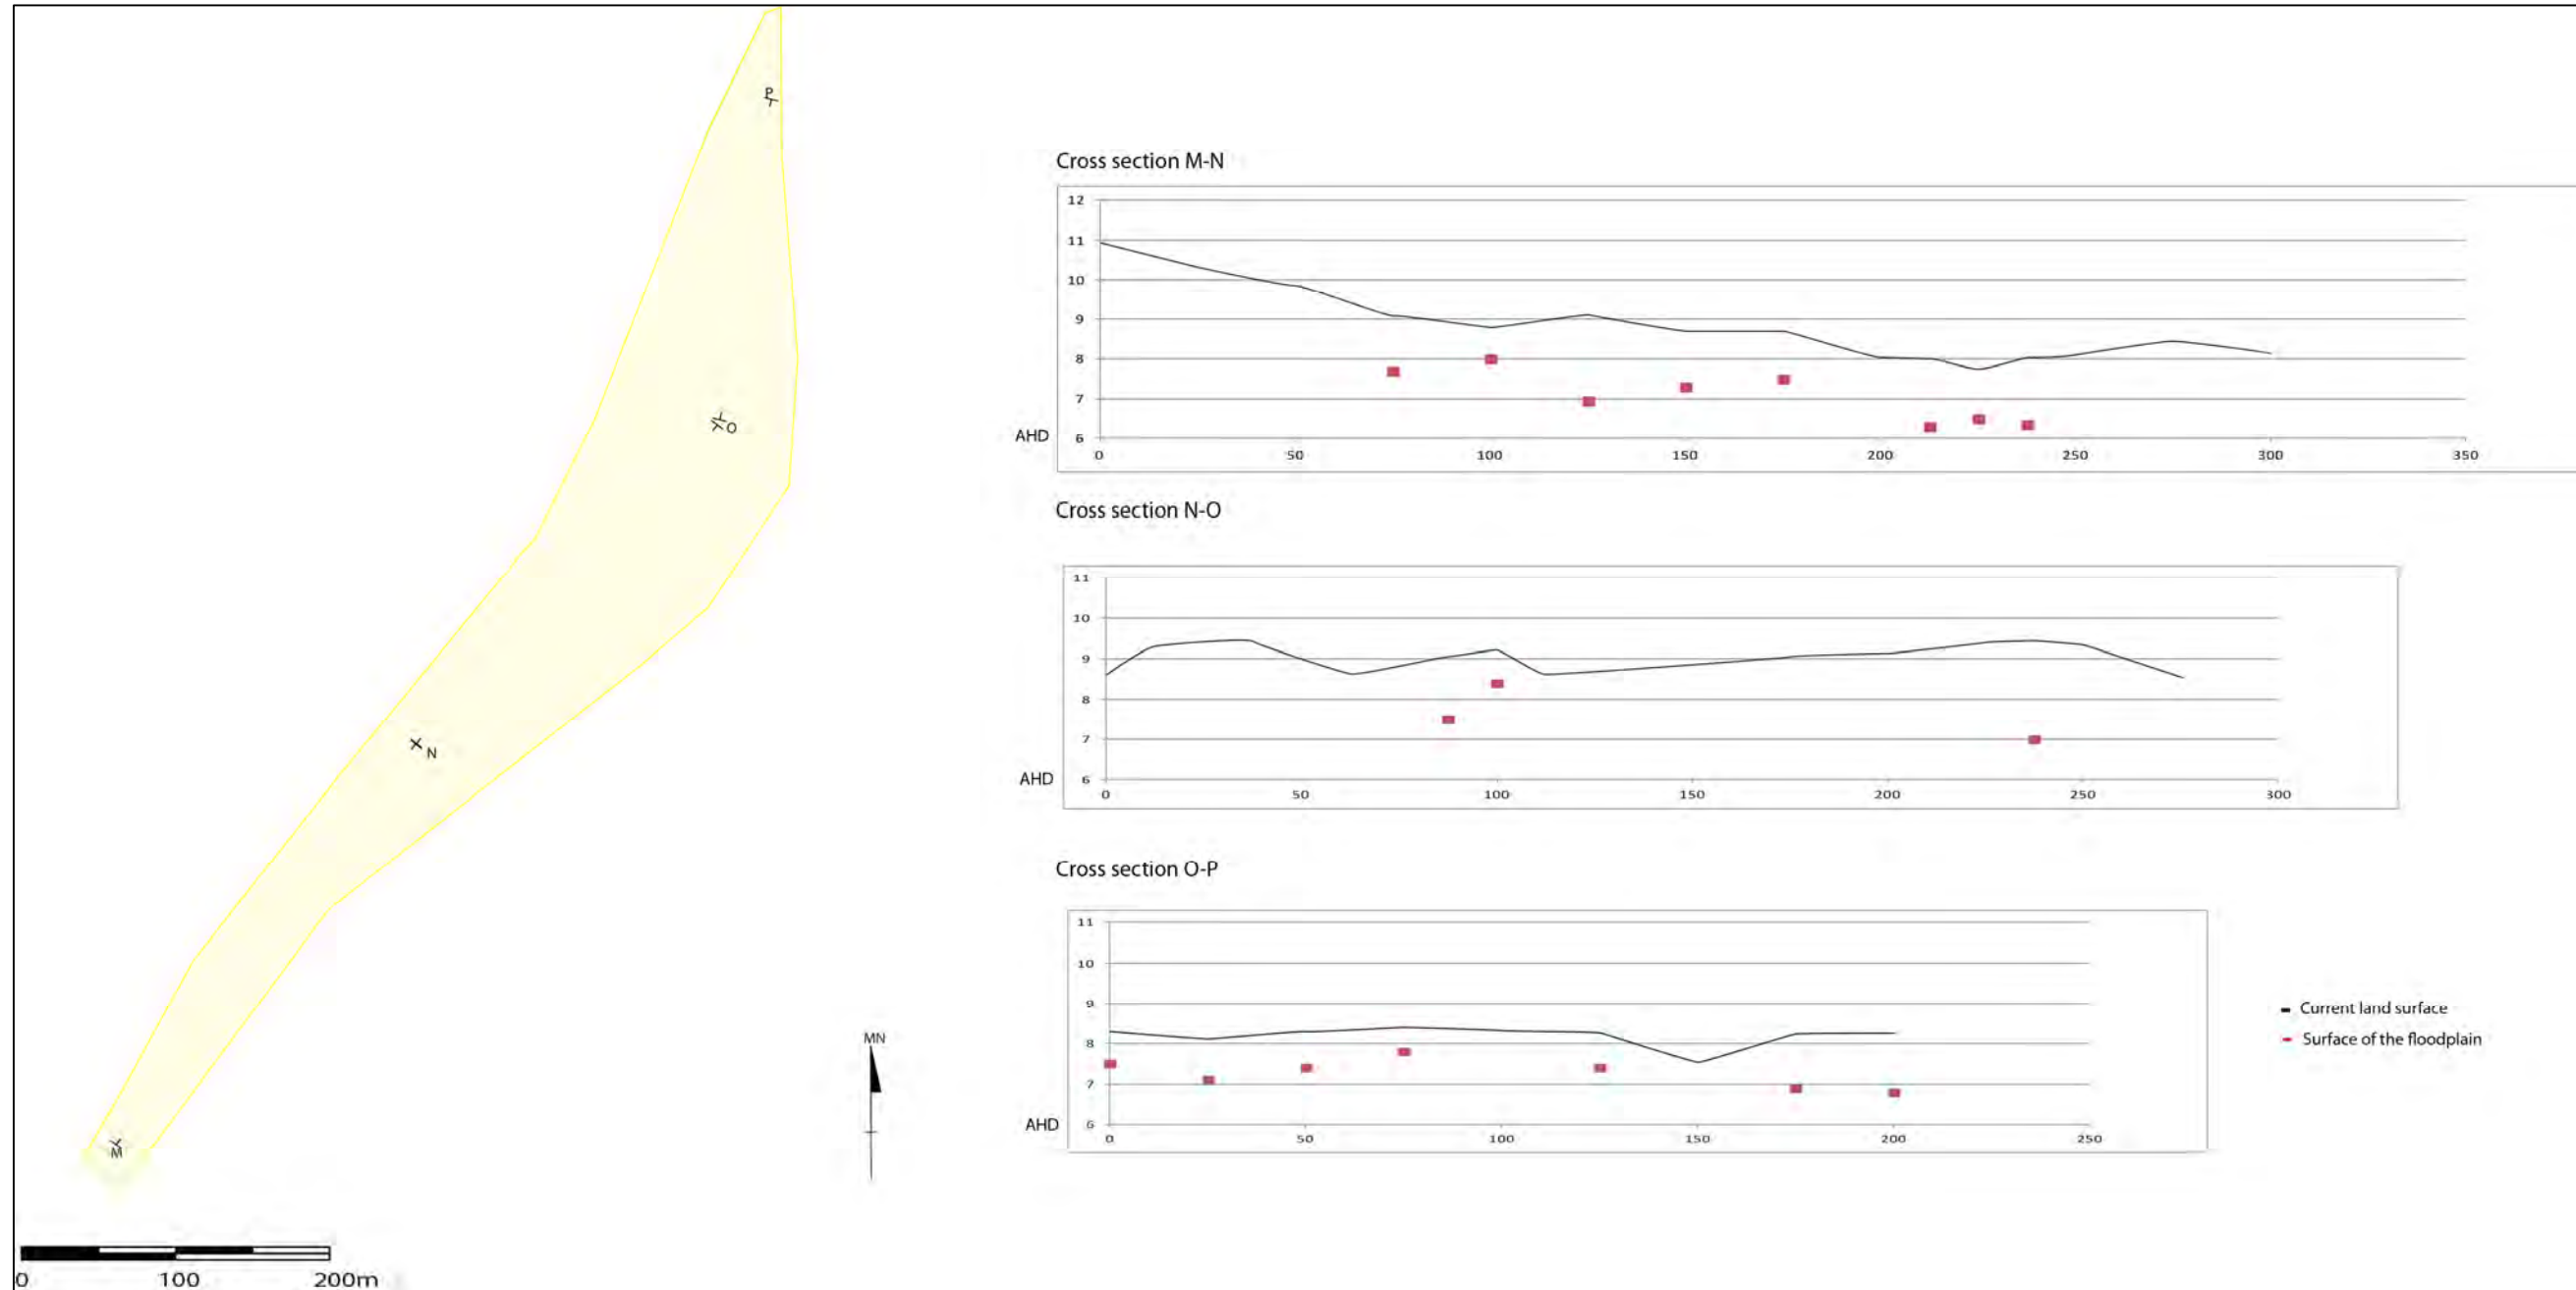 P
O
N
M
MN
0 100 200m
Cross section M-N
12
11
10
9
8
7
AHD 6
0 50 100 150 200 250 300 350
Cross section N-O
11
10
9
8
7
AHD 6
0 50 100 150 200 250 300
Cross section O-P
11
10
9
8
7
AHD 6
0 50 100 150 200 250
Current land surface
Surface of the floodplain